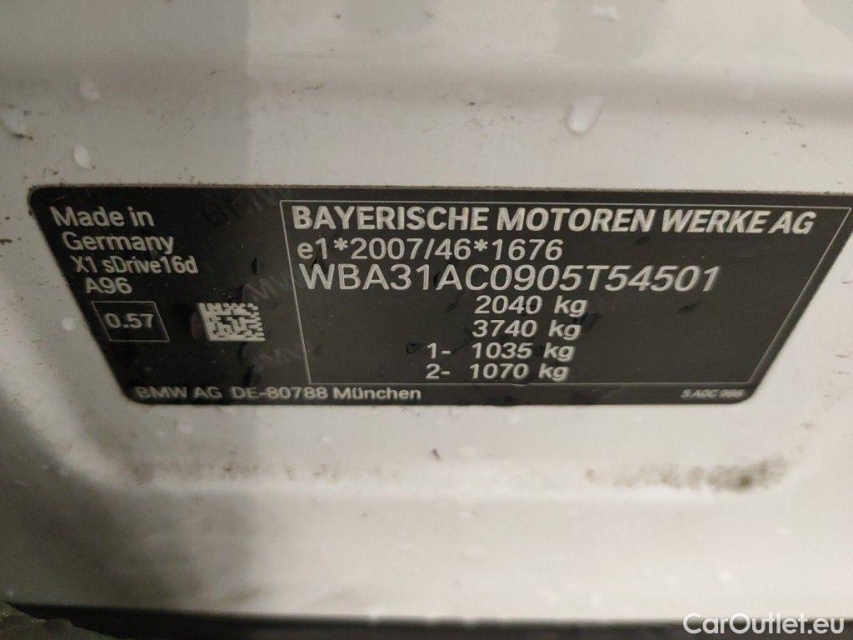 Made in
Germany
X1 sDrive16d
A96
0.57
BAYERISCHE MOTOREN WERKE AG
e1*2007/46*1676
WBA31AC0905T54501
2040 kg
3740 kg
1- 1035 kg
2- 1070 kg
BMW AG DE-80788 München
5 A0C 986
CarOutlet.eu